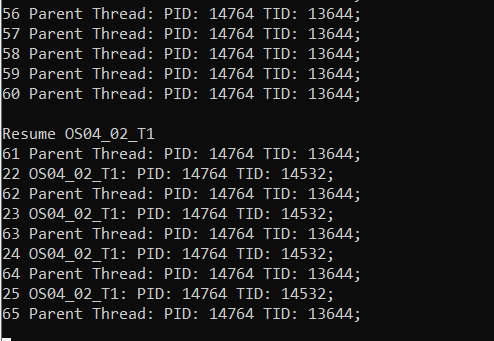 56 Parent Thread: PID: 14764 TID: 13644;
57 Parent Thread: PID: 14764 TID: 13644;
58 Parent Thread: PID: 14764 TID: 13644;
59 Parent Thread: PID: 14764 TID: 13644;
60 Parent Thread: PID: 14764 TID: 13644;
Resume OS04_02_T1
61 Parent Thread: PID: 14764 TID: 13644;
22 OS04_02_T1: PID: 14764 TID: 14532;
62 Parent Thread: PID: 14764 TID: 13644;
23 OS04_02_T1: PID: 14764 TID: 14532;
63 Parent Thread: PID: 14764 TID: 13644;
24 OS04_02_T1: PID: 14764 TID: 14532;
64 Parent Thread: PID: 14764 TID: 13644;
25 OS04_02_T1: PID: 14764 TID: 14532;
65 Parent Thread: PID: 14764 TID: 13644;